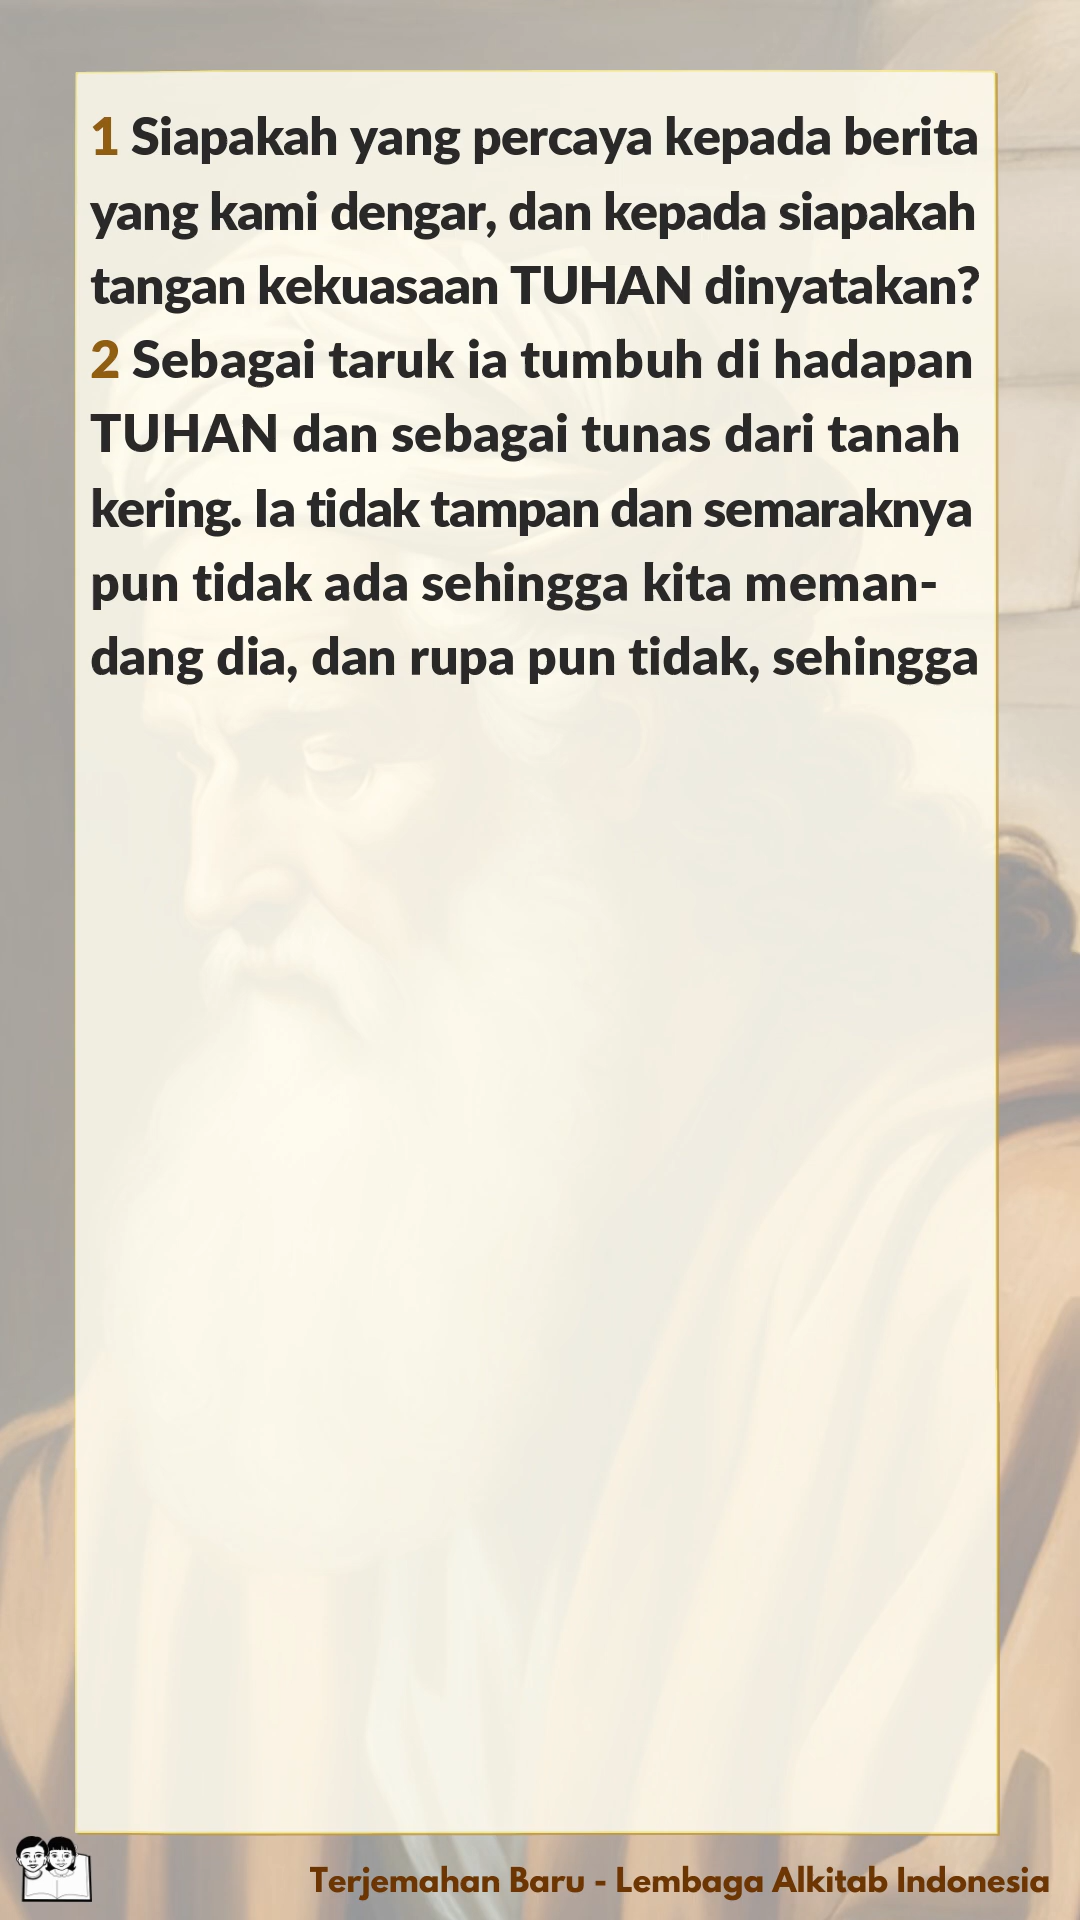 1 Siapakah yang percaya kepada berita
yang kami dengar, dan kepada siapakah
tangan kekuasaan TUHAN dinyatakan?
2 Sebagai taruk ia tumbuh di hadapan
TUHAN dan sebagai tunas dari tanah
kering. Ia tidak tampan dan semaraknya
pun tidak ada sehingga kita meman-
dang dia, dan rupa pun tidak, sehingga
Terjemahan Baru - Lembaga Alkitab Indonesia